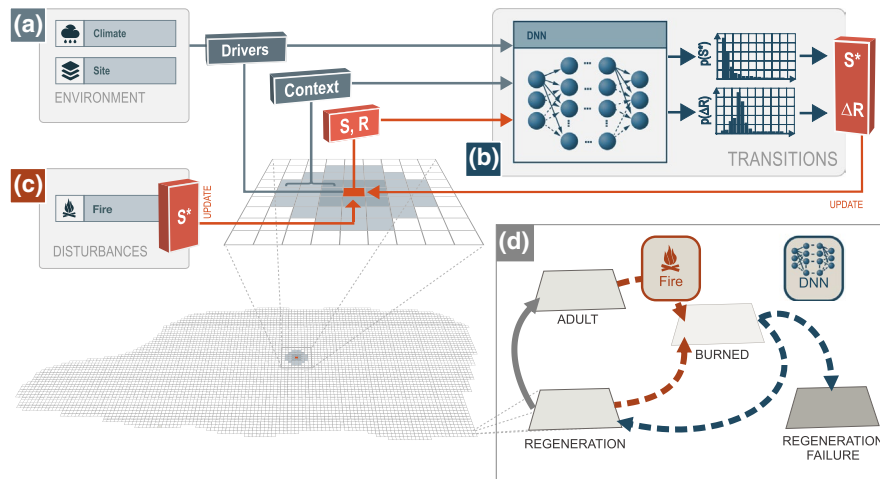 (a)
Climate
Site
ENVIRONMENT
Drivers
Context
S, R
DNN
p(S*)
p(ΔR)
S*
ΔR
(b)
TRANSITIONS
UPDATE
(c)
Fire
DISTURBANCES
S*
UPDATE
(d)
Fire
DNN
ADULT
BURNED
REGENERATION
REGENERATION
FAILURE